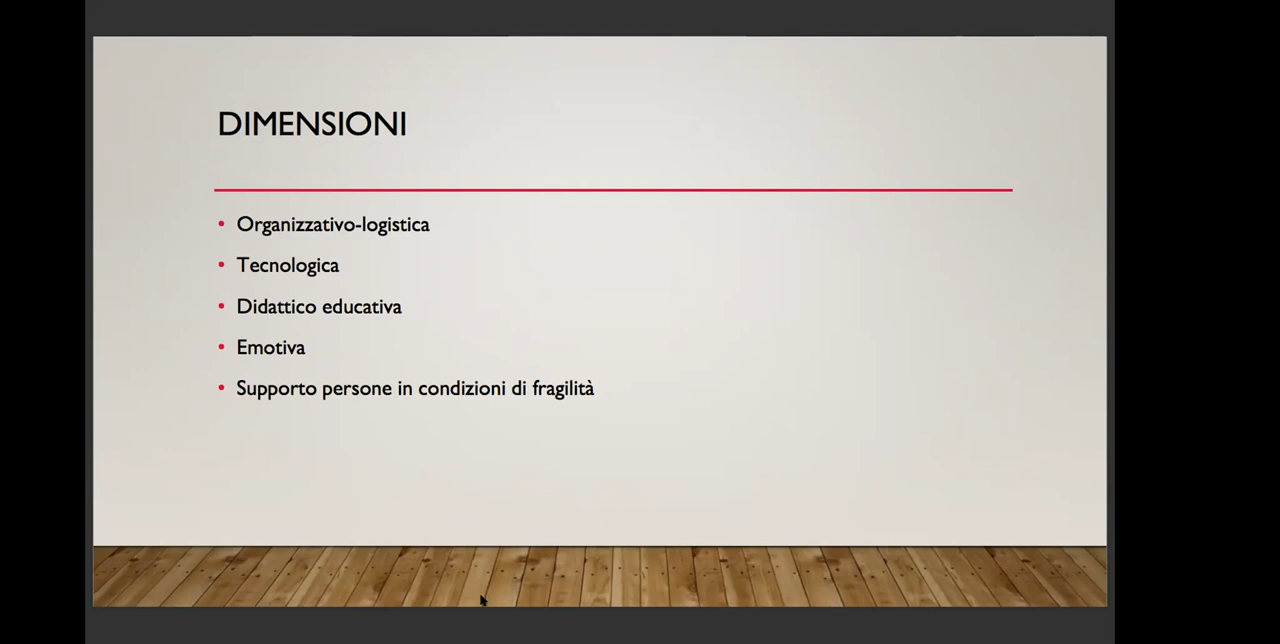 DIMENSIONI
• Organizzativo-logistica
• Tecnologica
• Didattico educativa
• Emotiva
• Supporto persone in condizioni di fragilità